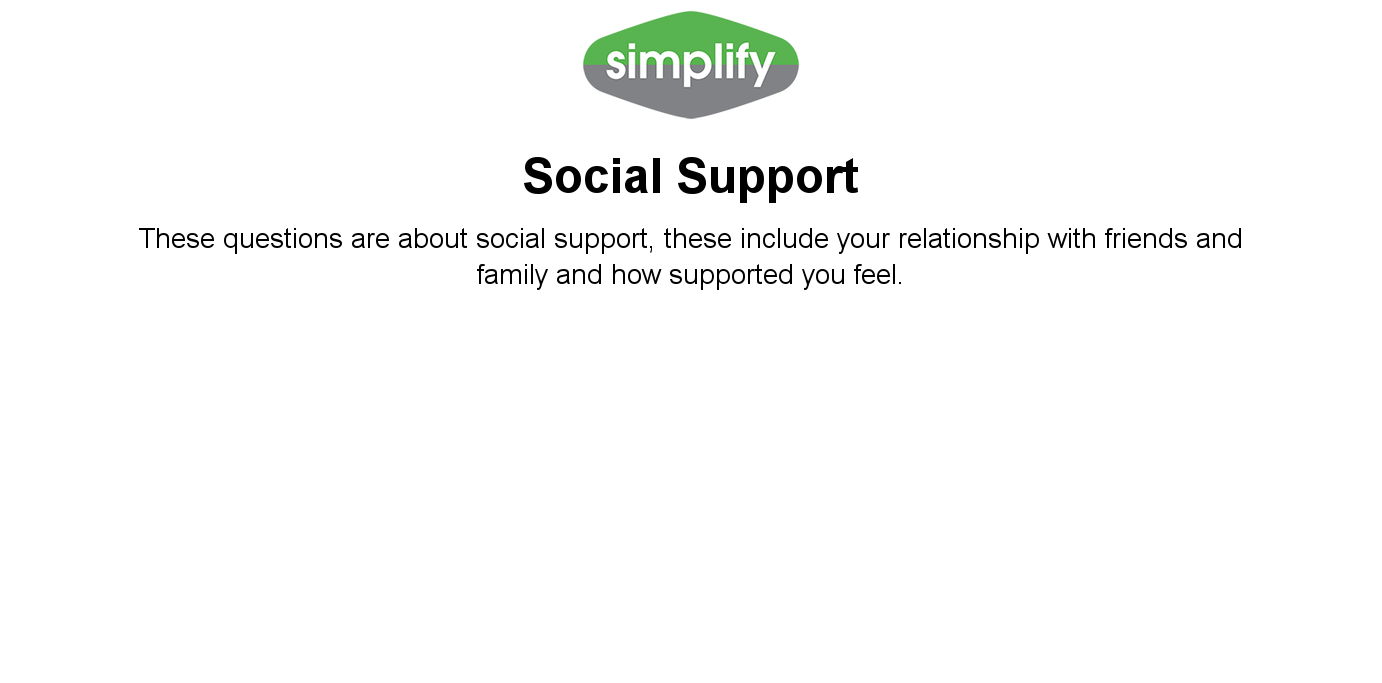 simplify
Social Support
These questions are about social support, these include your relationship with friends and
family and how supported you feel.